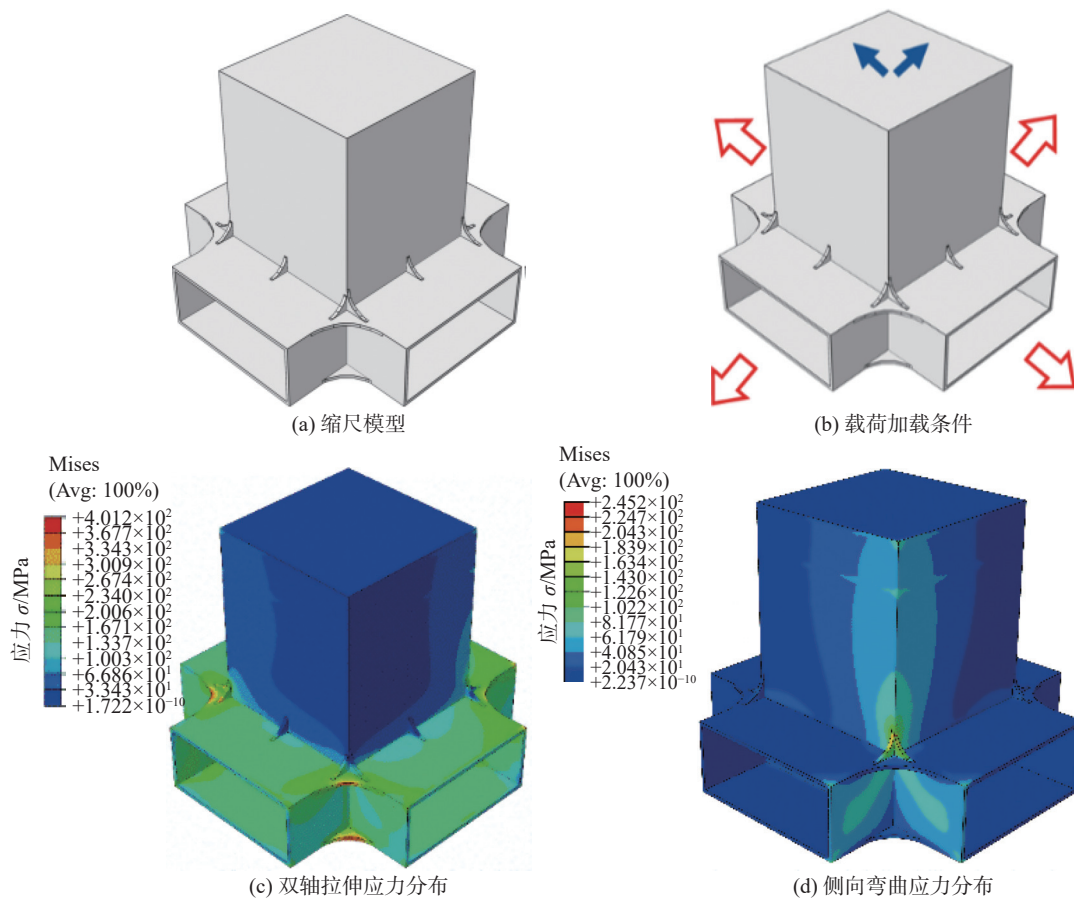 (a) 缩尺模型
(b) 载荷加载条件
Mises
(Avg: 100%)
应力 σ/MPa
+4.012×10²
+3.677×10²
+3.343×10²
+3.009×10²
+2.674×10²
+2.340×10²
+2.006×10²
+1.671×10²
+1.337×10²
+1.003×10²
+6.686×10¹
+3.343×10¹
+1.722×10⁻¹⁰
(c) 双轴拉伸应力分布
Mises
(Avg: 100%)
应力 σ/MPa
+2.452×10²
+2.247×10²
+2.043×10²
+1.839×10²
+1.634×10²
+1.430×10²
+1.226×10²
+1.022×10²
+8.177×10¹
+6.179×10¹
+4.085×10¹
+2.043×10¹
+2.237×10⁻¹⁰
(d) 侧向弯曲应力分布